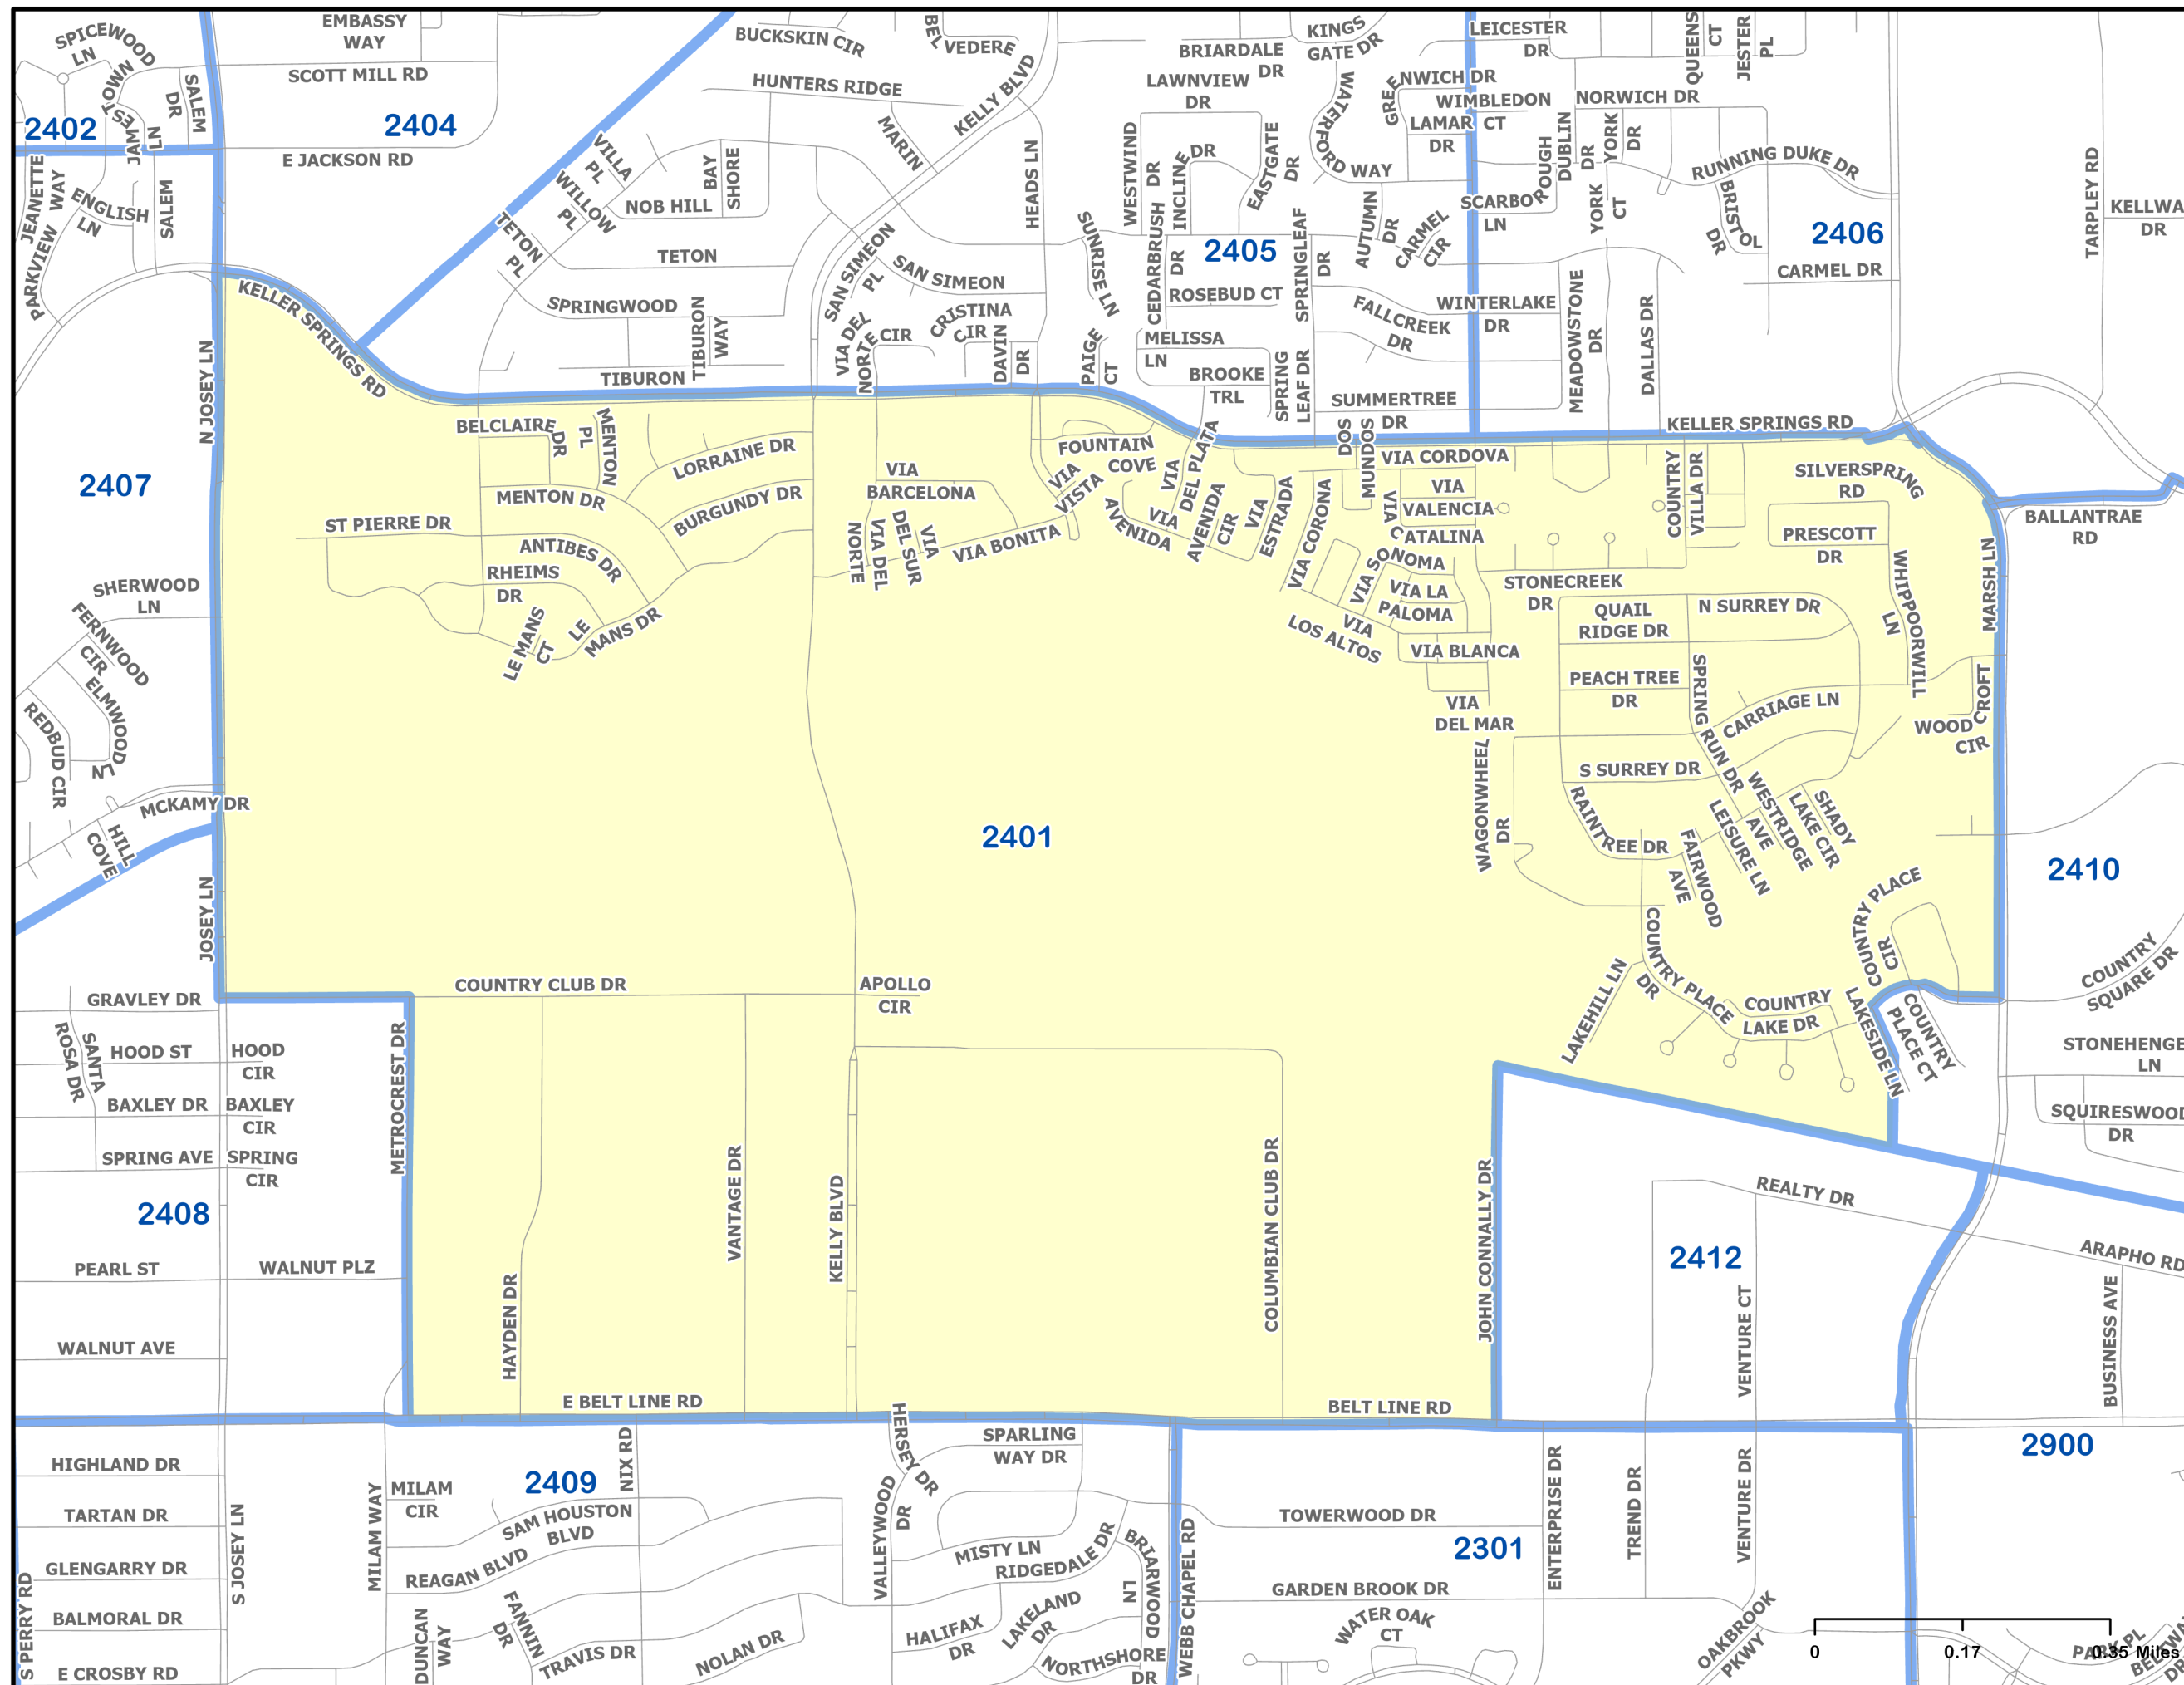 SPICEWOOD
LN
JAMESTOWN
LN
SALEM
DR
EMBASSY
WAY
SCOTT MILL RD
2402
2404
E JACKSON RD
JEANETTE
WAY
ENGLISH
LN
SALEM
PARKVIEW
BUCKSKIN CIR
BEL
VEDERE
HUNTERS RIDGE
KELLY BLVD
MARIN
VILLA
PL
WILLOW
PL
BAY
SHORE
NOB HILL
TETON
PL
TETON
SPRINGWOOD
TIBURON
WAY
TIBURON
SAN SIMEON
PL
SAN SIMEON
VIA DEL
NORTE
CIR
CRISTINA
CIR
DAVIN
DR
HEADS LN
SUNRISE LN
PAIGE
CT
BRIARDALE
DR
KINGS
GATE DR
LAWNVIEW
DR
WESTWIND
DR
INCLINE
DR
EASTGATE
DR
WATERFORD WAY
GREENWICH DR
LEICESTER
DR
WIMBLEDON
CT
LAMAR
DR
NORWICH DR
QUEENS
CT
JESTER
PL
SCARBOROUGH
LN
DUBLIN
DR
YORK
DR
YORK
CT
RUNNING DUKE DR
BRISTOL
DR
2406
CARMEL DR
TARPLEY RD
KELLWA
DR
2405
CEDARBRUSH
DR
ROSEBUD CT
SPRINGLEAF
DR
AUTUMN
DR
CARMEL
CIR
MELISSA
LN
BROOKE
TRL
SPRING
LEAF DR
FALLCREEK
DR
WINTERLAKE
DR
SUMMERTREE
DR
MEADOWSTONE
DR
DALLAS DR
KELLER SPRINGS RD
KELLER SPRINGS RD
N JOSEY LN
2407
BELCLAIRE
DR
MENTON
PL
LORRAINE DR
MENTON DR
BURGUNDY DR
ST PIERRE DR
ANTIBES DR
RHEIMS
DR
LE MANS
CT
LE
MANS DR
VIA
BARCELONA
NORTE
VIA DEL
VIA
DEL SUR
VIA BONITA
FOUNTAIN
COVE
VIA
VISTA
VIA
DEL PLATA
VIA
AVENIDA
AVENIDA
CIR
VIA
ESTRADA
VIA CORONA
DOS
MUNDOS
VIA CORDOVA
VIA
VALENCIA
VIA CATALINA
VIA SONOMA
VIA LA
PALOMA
VIA
LOS ALTOS
VIA BLANCA
VIA
DEL MAR
COUNTRY
VILLA DR
SILVERSPRING
RD
PRESCOTT
DR
STONECREEK
DR
QUAIL
RIDGE DR
N SURREY DR
WHIPPOORWILL
LN
MARSH LN
BALLANTRAE
RD
PEACH TREE
DR
SPRING RUN DR
CARRIAGE LN
WOODCROFT
CIR
S SURREY DR
WAGONWHEEL
DR
RAINTREE DR
FAIRWOOD
AVE
LEISURE LN
WESTRIDGE
AVE
SHADY
LAKE CIR
SHERWOOD
LN
FERNWOOD
CIR
ELMWOOD
LN
REDBUD CIR
MCKAMY DR
HILL
COVE
2401
2410
JOSEY LN
COUNTRY PLACE
DR
COUNTRY PLACE
COUNTRY
CIR
COUNTRY
SQUARE DR
LAKEHILL LN
COUNTRY
LAKE DR
LAKESIDE LN
COUNTRY
PLACE CT
STONEHENGE
LN
SQUIRESWOOD
DR
GRAVLEY DR
COUNTRY CLUB DR
APOLLO
CIR
SANTA
ROSA DR
HOOD ST
HOOD
CIR
BAXLEY DR
BAXLEY
CIR
SPRING AVE
SPRING
CIR
METROCREST DR
2408
PEARL ST
WALNUT PLZ
WALNUT AVE
HAYDEN DR
VANTAGE DR
KELLY BLVD
COLUMBIAN CLUB DR
JOHN CONNALLY DR
REALTY DR
2412
VENTURE CT
ARAPHO RD
BUSINESS AVE
E BELT LINE RD
BELT LINE RD
2900
HIGHLAND DR
TARTAN DR
GLENGARRY DR
BALMORAL DR
E CROSBY RD
S PERRY RD
S JOSEY LN
MILAM WAY
MILAM
CIR
2409
NIX RD
SAM HOUSTON
BLVD
REAGAN BLVD
DUNCAN
WAY
FANNIN
DR
TRAVIS DR
NOLAN DR
HERSEY DR
SPARLING
WAY DR
VALLEYWOOD
DR
MISTY LN
RIDGEDALE DR
BRIARWOOD
LN
HALIFAX
DR
LAKELAND
DR
NORTHSHORE
DR
WEBB CHAPEL RD
TOWERWOOD DR
2301
GARDEN BROOK DR
WATER OAK
CT
ENTERPRISE DR
TREND DR
VENTURE DR
OAKBROOK
PKWY
PARK PL
0 0.17 0.35 Miles